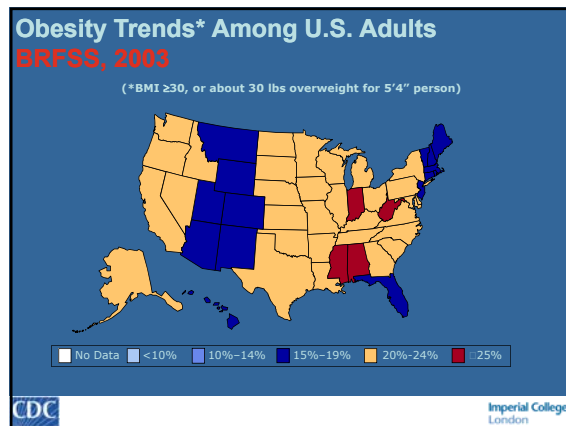 Obesity Trends* Among U.S. Adults
BRFSS, 2003
(*BMI ≥30, or about 30 lbs overweight for 5'4" person)
No Data <10% 10%–14% 15%–19% 20%–24% □25%
CDC
Imperial College
London